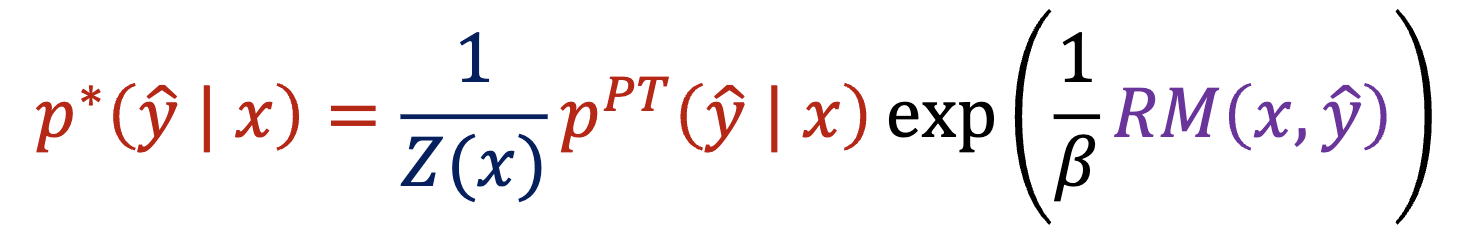 p*(ŷ | x) = 1/Z(x) p^PT(ŷ | x) exp(1/β RM(x, ŷ))